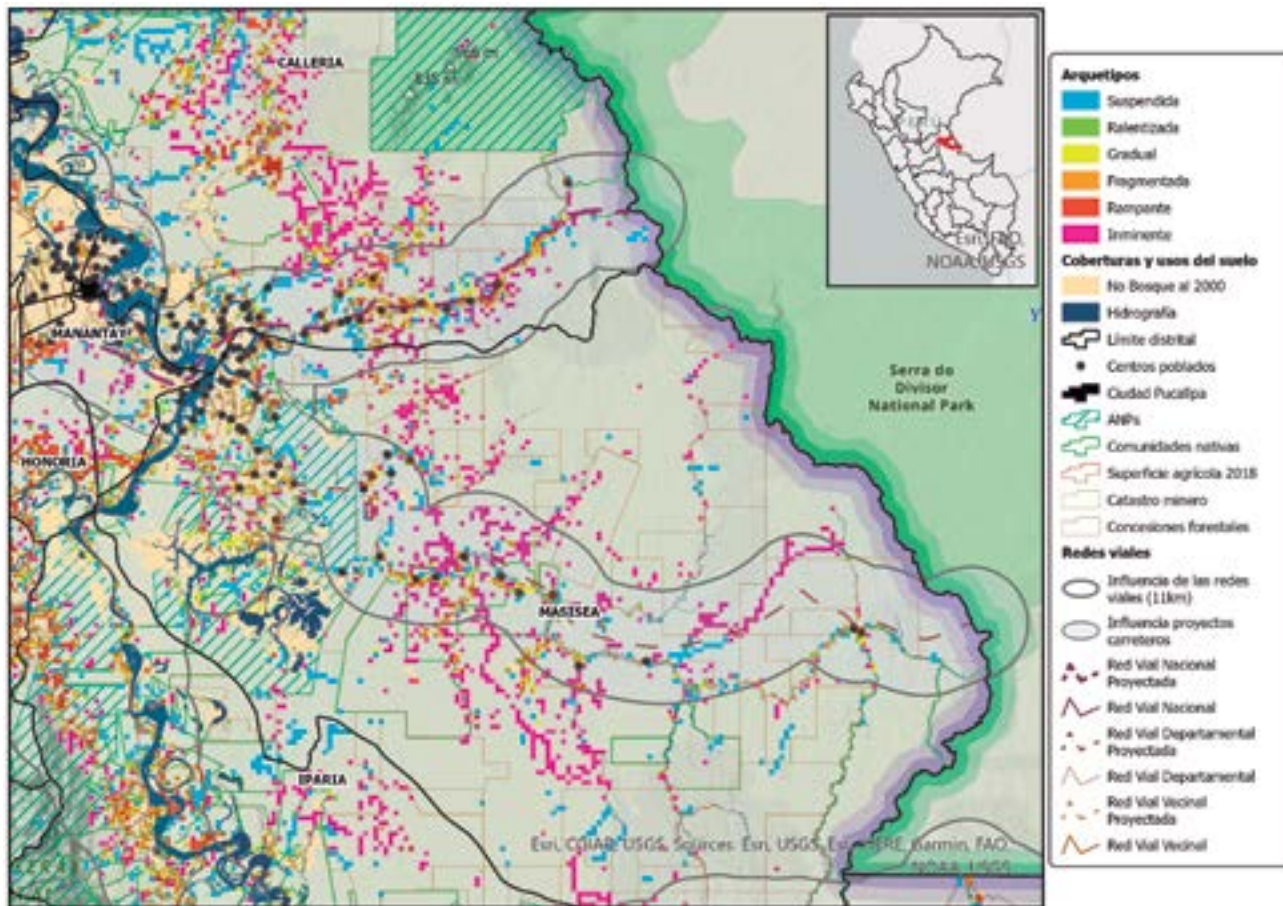 CALLERIA
835 m
MANANTAY
HONORIA
MASISEA
IPARIA
Serra do
Divisor
National Park
Esri, FAO,
NOAA, USGS
Esri, CGIAR, USGS, Sources: Esri, USGS, Esri, HERE, Garmin, FAO,
NOAA, USGS
Arquetipos
Suspendida
Ralentizada
Gradual
Fragmentada
Rampante
Inminente
Coberturas y usos del suelo
No Bosque al 2000
Hidrografía
Límite distrital
Centros poblados
Ciudad Pucallpa
ANPs
Comunidades nativas
Superficie agrícola 2018
Catastro minero
Concesiones forestales
Redes viales
Influencia de las redes
viales (11km)
Influencia proyectos
carreteros
Red Vial Nacional
Proyectada
Red Vial Nacional
Red Vial Departamental
Proyectada
Red Vial Departamental
Red Vial Vecinal
Proyectada
Red Vial Vecinal